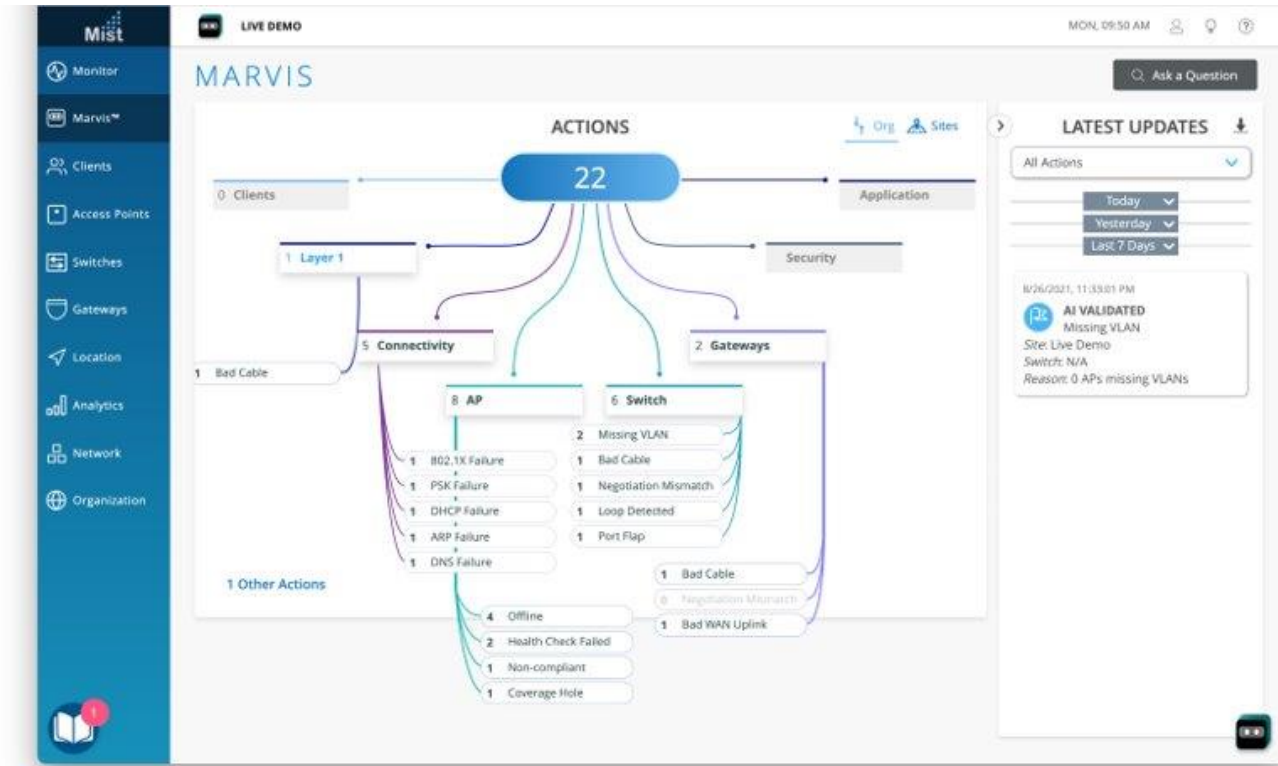 Mist
LIVE DEMO
MON, 09:50 AM
Monitor
Marvis™
Clients
Access Points
Switches
Gateways
Location
Analytics
Network
Organization
1
MARVIS
Ask a Question
ACTIONS
Org
Sites
22
0 Clients
Application
1 Layer 1
Security
5 Connectivity
2 Gateways
1 Bad Cable
8 AP
6 Switch
2 Missing VLAN
1 Bad Cable
1 Negotiation Mismatch
1 Loop Detected
1 Port Flap
1 802.1X Failure
1 PSK Failure
1 DHCP Failure
1 ARP Failure
1 DNS Failure
1 Bad Cable
0 Negotiation Mismatch
1 Bad WAN Uplink
1 Other Actions
4 Offline
2 Health Check Failed
1 Non-compliant
1 Coverage Hole
LATEST UPDATES
All Actions
Today
Yesterday
Last 7 Days
8/26/2021, 11:33:01 PM
AI VALIDATED
Missing VLAN
Site: Live Demo
Switch: N/A
Reason: 0 APs missing VLANs